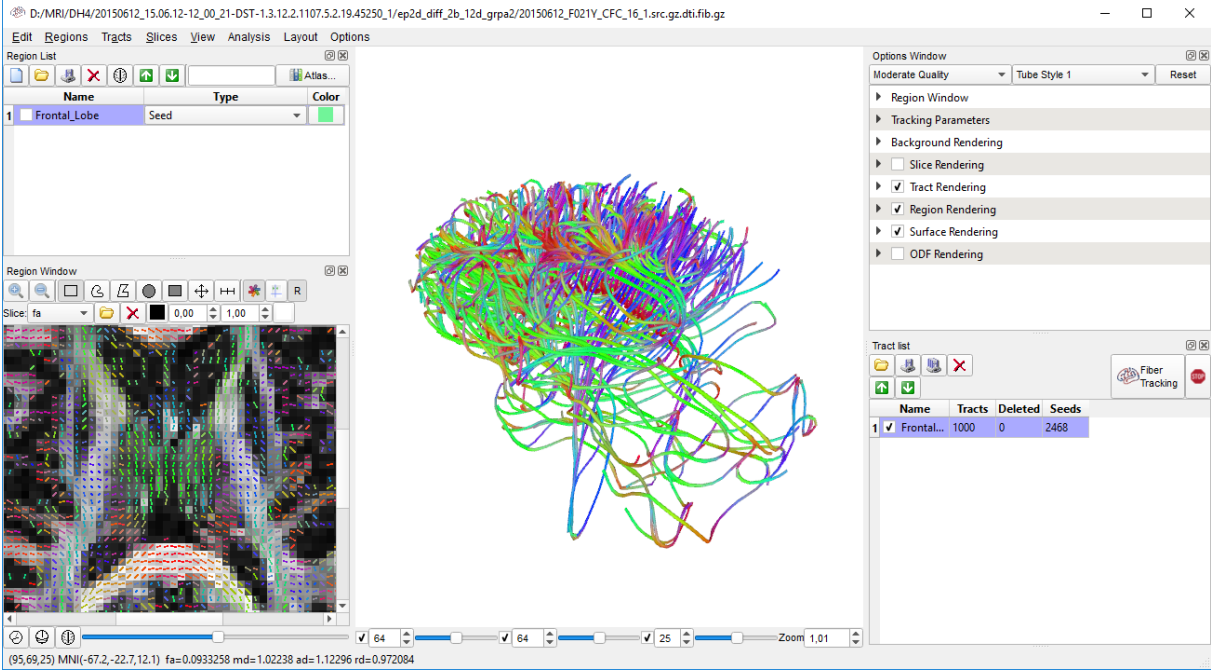 D:/MRI/DH4/20150612_15.06.12-12_00_21-DST-1.3.12.2.1107.5.2.19.45250_1/ep2d_diff_2b_12d_grpa2/20150612_F021Y_CFC_16_1.src.gz.dti.fib.gz
Edit Regions Tracts Slices View Analysis Layout Options
Region List
Atlas...
Name Type Color
1 Frontal_Lobe Seed
Region Window
R
Slice: fa 0,00 1,00
64 64 25 Zoom 1,01
(95,69,25) MNI(-67.2,-22.7,12.1) fa=0.0933258 md=1.02238 ad=1.12296 rd=0.972084
Options Window
Moderate Quality Tube Style 1 Reset
Region Window
Tracking Parameters
Background Rendering
Slice Rendering
Tract Rendering
Region Rendering
Surface Rendering
ODF Rendering
Tract list
Fiber
Tracking
STOP
Name Tracts Deleted Seeds
1 Frontal... 1000 0 2468